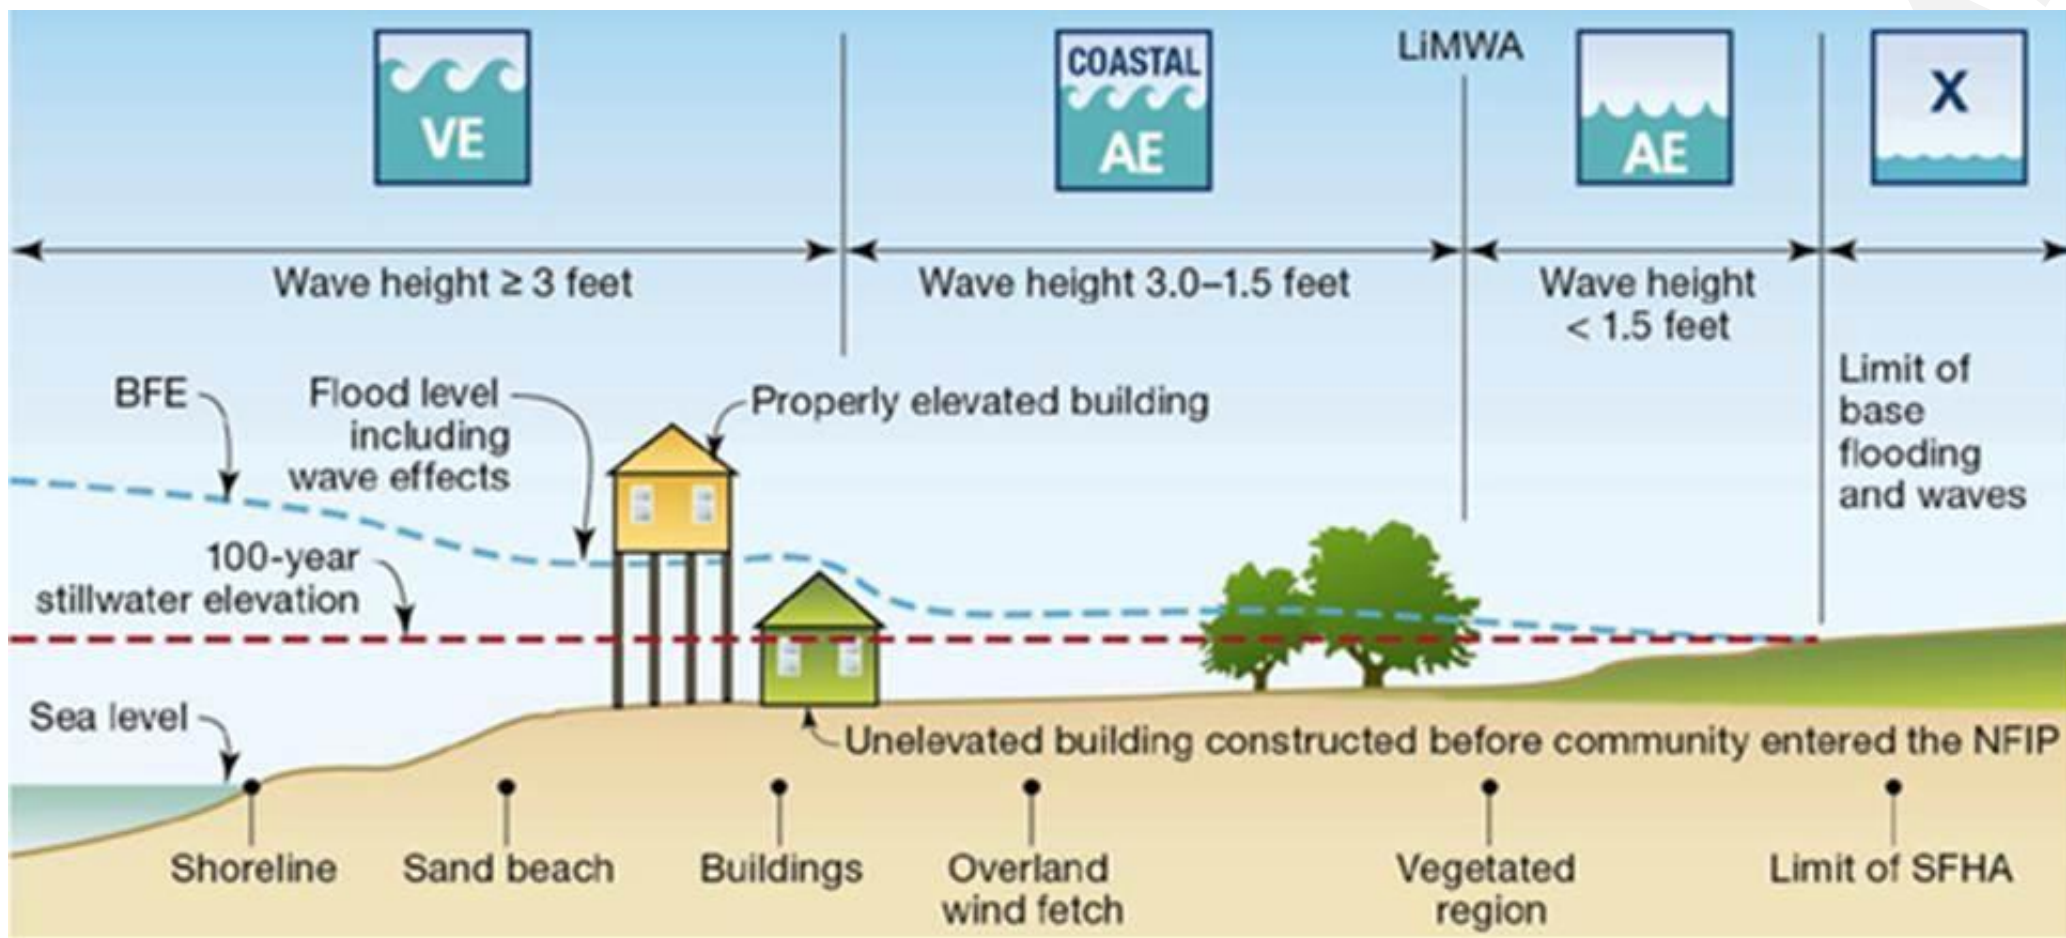 VE
COASTAL
AE
LiMWA
AE
X
Wave height ≥ 3 feet
Wave height 3.0–1.5 feet
Wave height
< 1.5 feet
Limit of
base
flooding
and waves
BFE
Flood level
including
wave effects
Properly elevated building
100-year
stillwater elevation
Sea level
Unelevated building constructed before community entered the NFIP
Shoreline
Sand beach
Buildings
Overland
wind fetch
Vegetated
region
Limit of SFHA